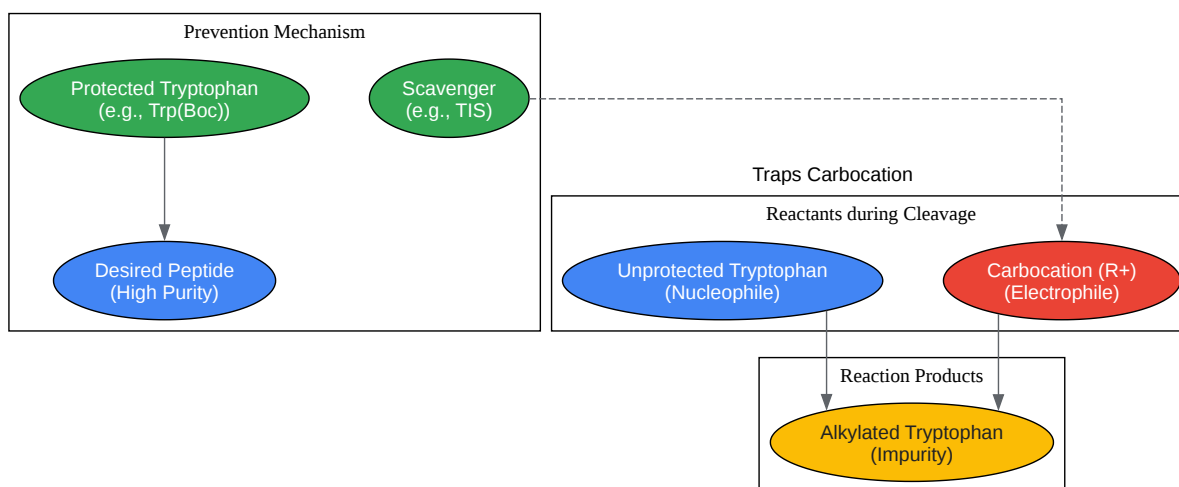 Prevention Mechanism
Protected Tryptophan
(e.g., Trp(Boc))
Scavenger
(e.g., TIS)
Desired Peptide
(High Purity)
Traps Carbocation
Reactants during Cleavage
Unprotected Tryptophan
(Nucleophile)
Carbocation (R+)
(Electrophile)
Reaction Products
Alkylated Tryptophan
(Impurity)